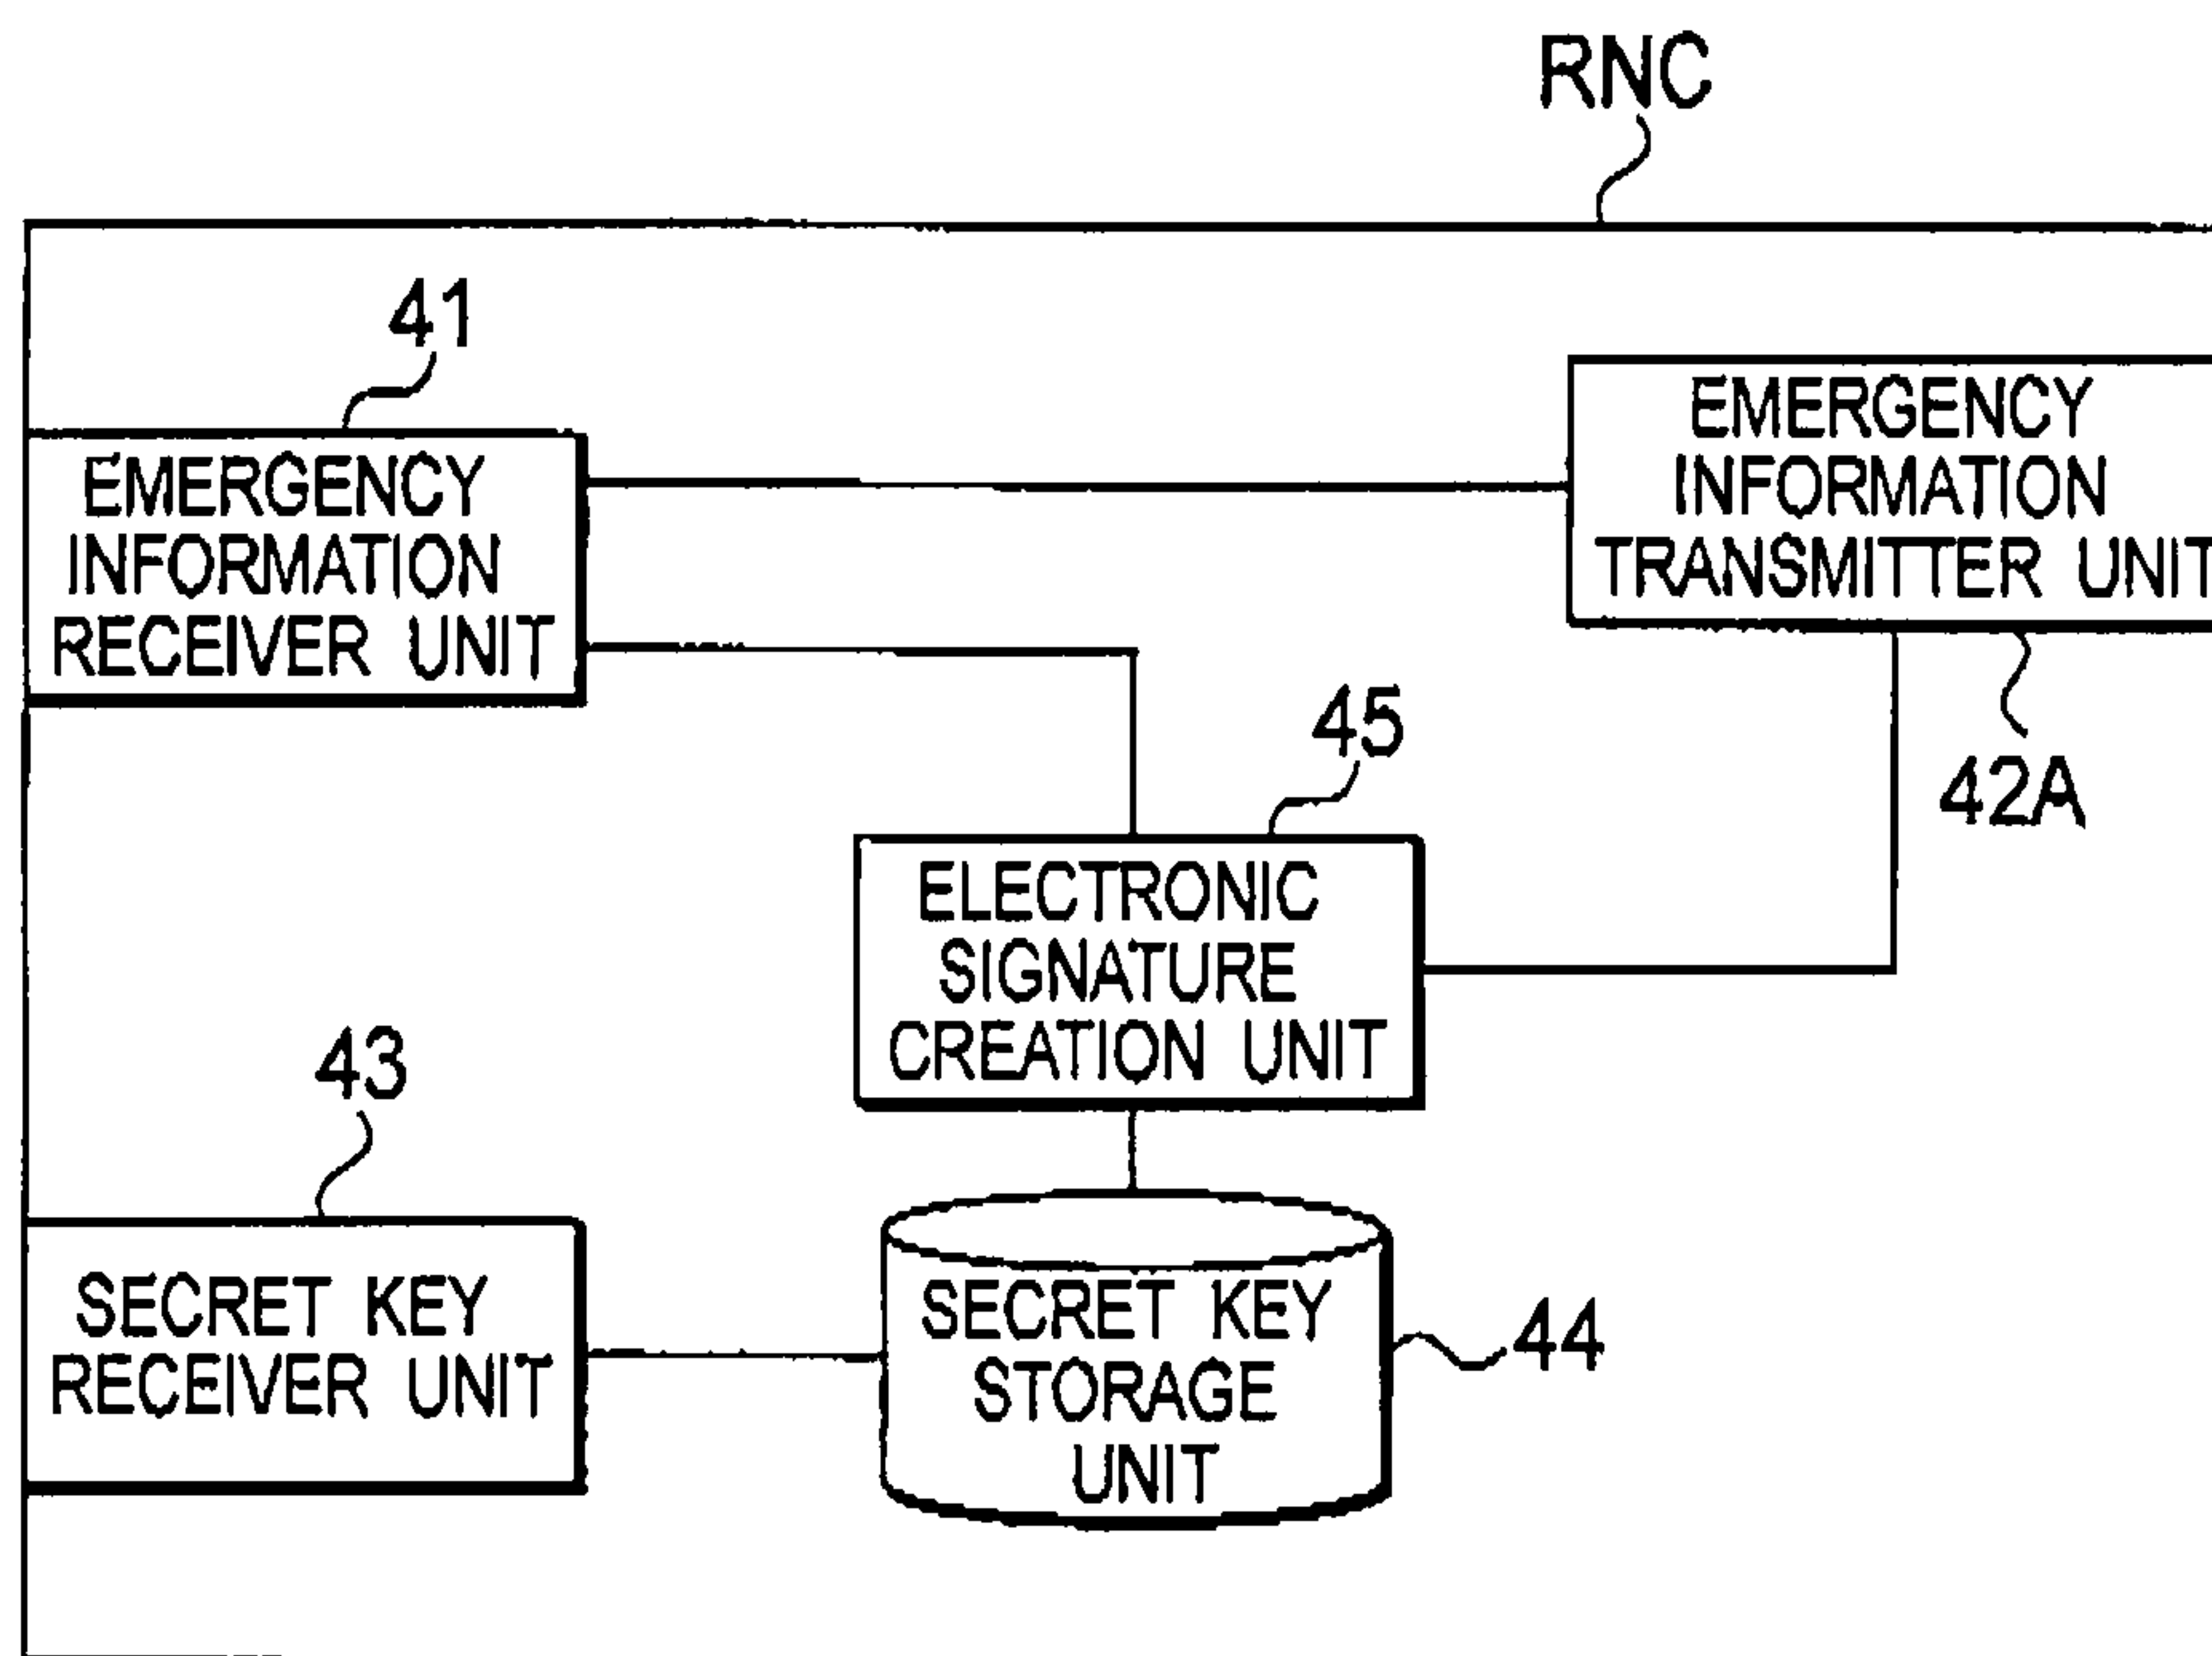 RNC
41
EMERGENCY
INFORMATION
RECEIVER UNIT
EMERGENCY
INFORMATION
TRANSMITTER UNIT
42A
45
ELECTRONIC
SIGNATURE
CREATION UNIT
43
SECRET KEY
RECEIVER UNIT
SECRET KEY
STORAGE
UNIT
44